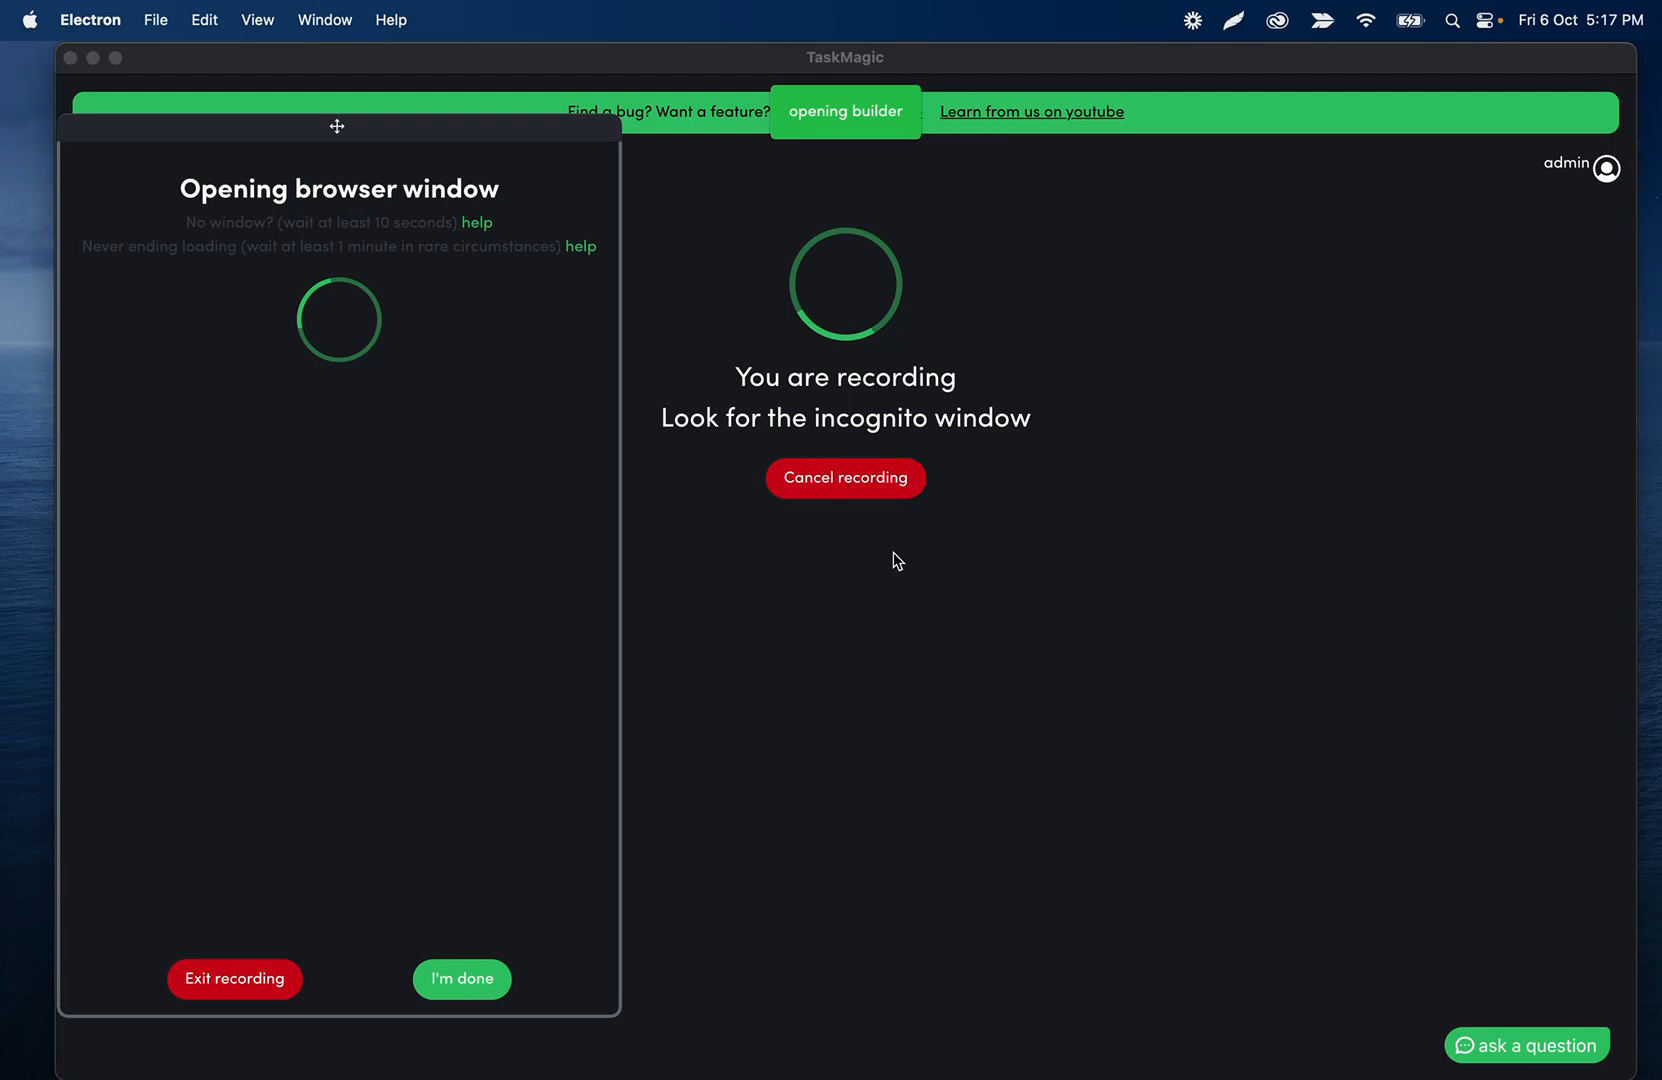 Electron File Edit View Window Help Fri 6 Oct 5:17 PM
TaskMagic
Find a bug? Want a feature? opening builder Learn from us on youtube
admin
Opening browser window
No window? (wait at least 10 seconds) help
Never ending loading (wait at least 1 minute in rare circumstances) help
You are recording
Look for the incognito window
Cancel recording
Exit recording I'm done
ask a question